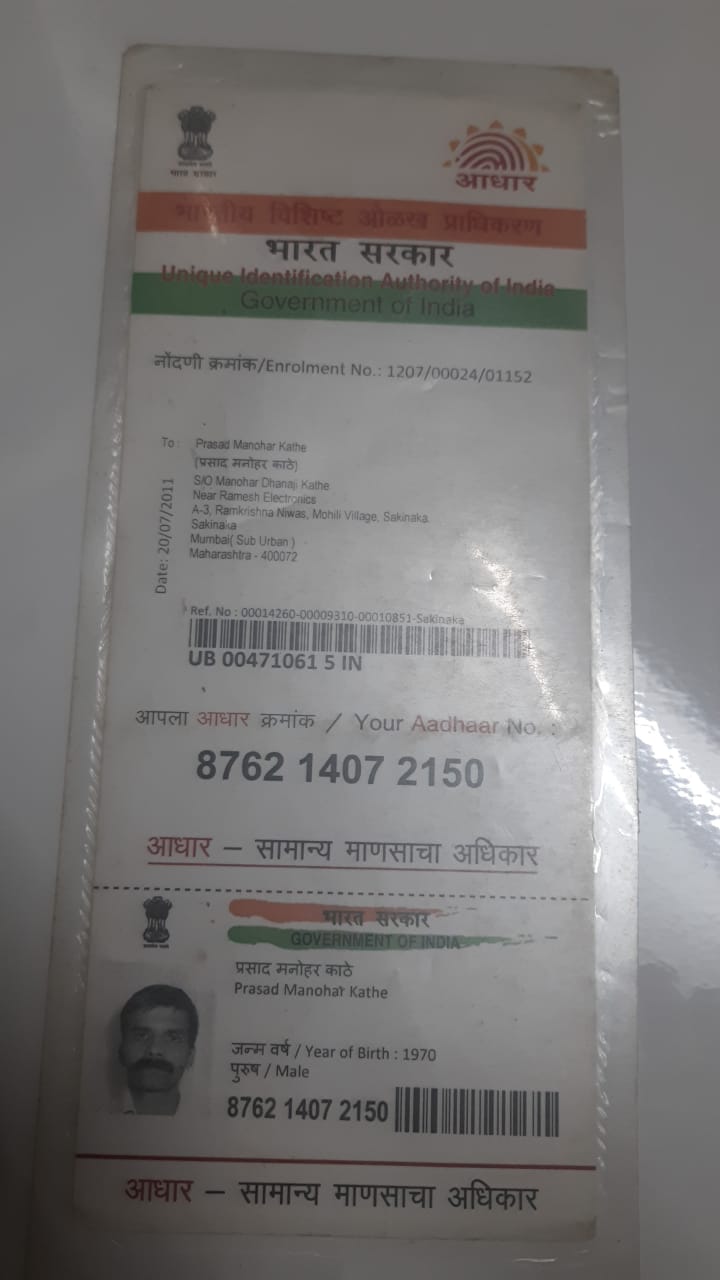 भारत सरकार
आधार
भारतीय विशिष्ट ओळख प्राधिकरण
भारत सरकार
Unique Identification Authority of India
Government of India
नोंदणी क्रमांक/Enrolment No.: 1207/00024/01152
To : Prasad Manohar Kathe
(प्रसाद मनोहर काठे)
S/O Manohar Dhanaji Kathe
Near Ramesh Electronics
A-3, Ramkrishna Niwas, Mohili Village, Sakinaka
Sakinaka
Mumbai( Sub Urban )
Maharashtra - 400072
Date: 20/07/2011
Ref. No : 00014260-00009310-00010851-Sakinaka
UB 00471061 5 IN
आपला आधार क्रमांक / Your Aadhaar No. :
8762 1407 2150
आधार – सामान्य माणसाचा अधिकार
भारत सरकार
GOVERNMENT OF INDIA
प्रसाद मनोहर काठे
Prasad Manohar Kathe
जन्म वर्ष / Year of Birth : 1970
पुरुष / Male
8762 1407 2150
आधार – सामान्य माणसाचा अधिकार